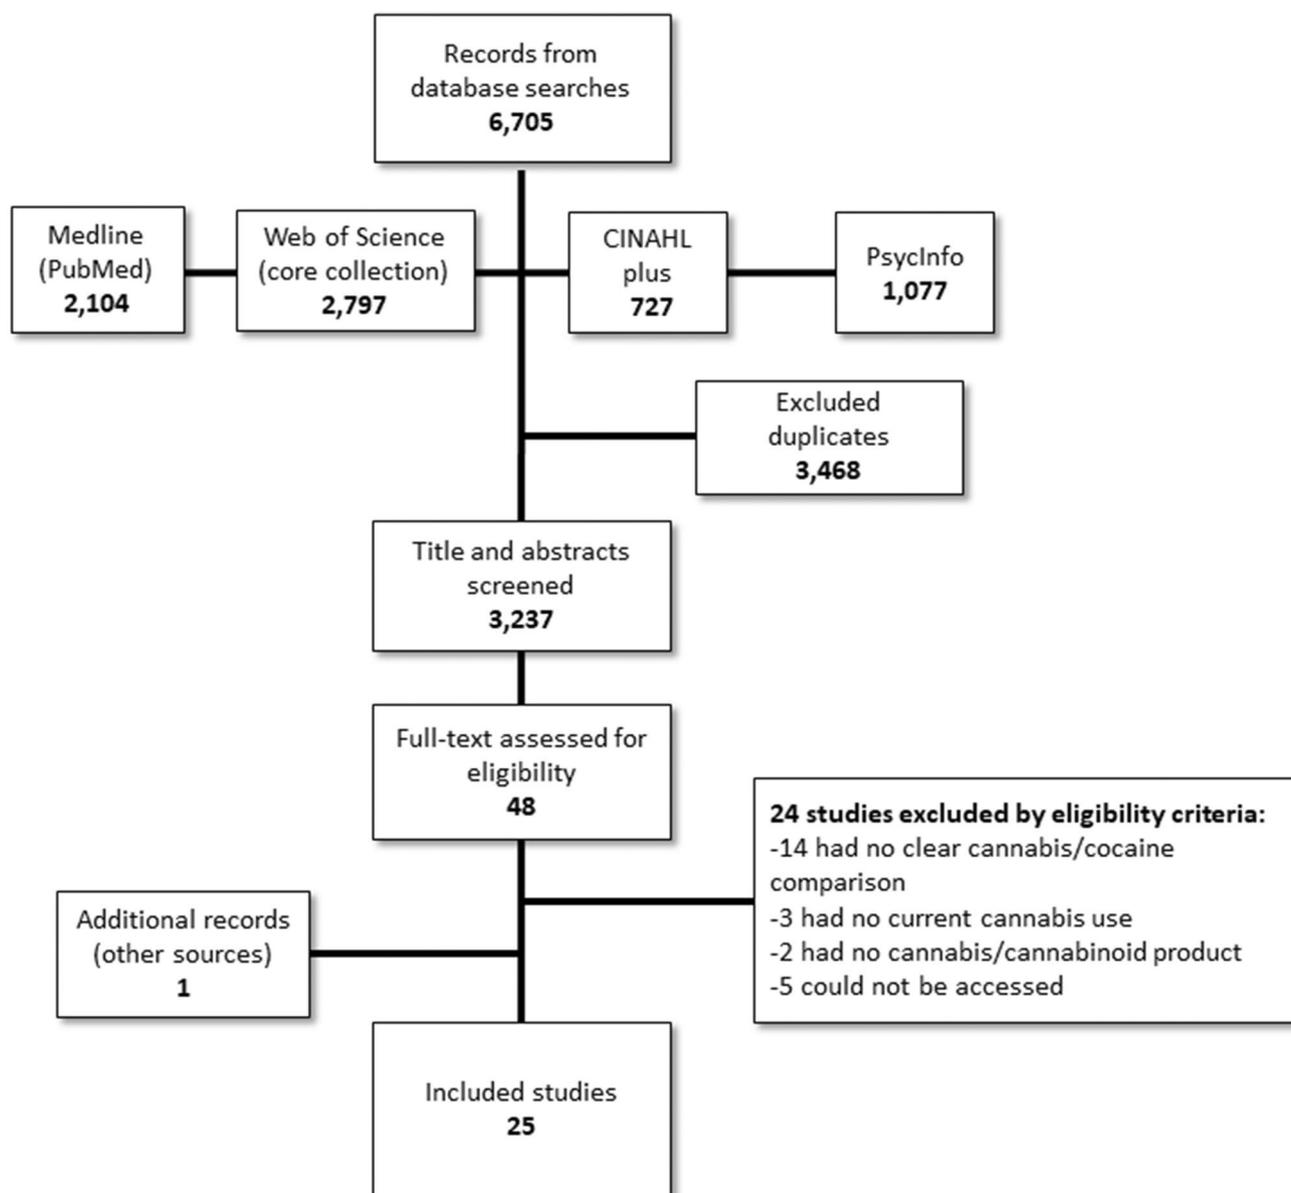 Records from
database searches
6,705
Medline
(PubMed)
2,104
Web of Science
(core collection)
2,797
CINAHL
plus
727
PsycInfo
1,077
Excluded
duplicates
3,468
Title and abstracts
screened
3,237
Full-text assessed for
eligibility
48
24 studies excluded by eligibility criteria:
-14 had no clear cannabis/cocaine
comparison
-3 had no current cannabis use
-2 had no cannabis/cannabinoid product
-5 could not be accessed
Additional records
(other sources)
1
Included studies
25